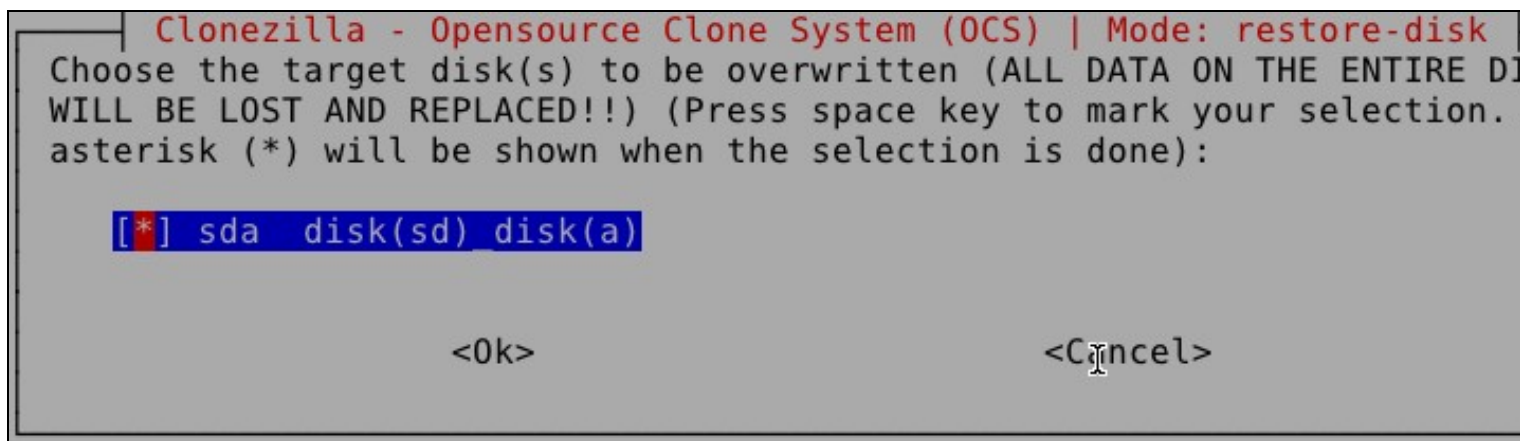 Clonezilla - Opensource Clone System (OCS) | Mode: restore-disk
Choose the target disk(s) to be overwritten (ALL DATA ON THE ENTIRE
WILL BE LOST AND REPLACED!!) (Press space key to mark your selection.
asterisk (*) will be shown when the selection is done):
[*] sda disk(sd)_disk(a)
<Ok> <Cancel>